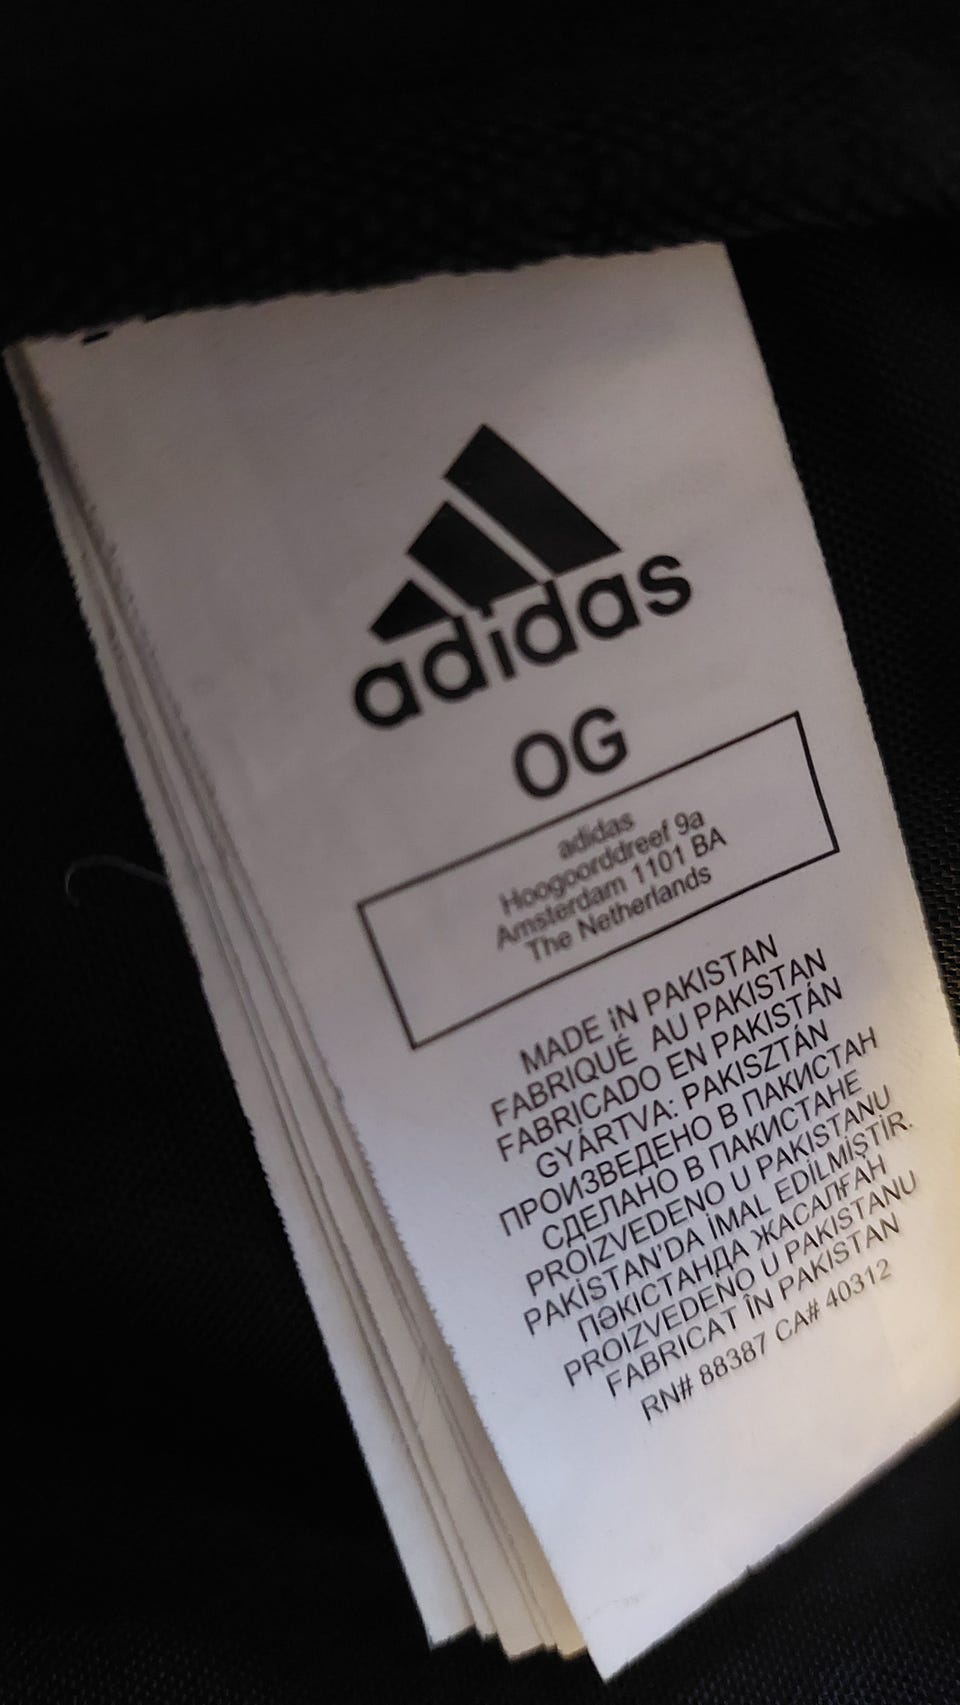 adidas
OG
adidas
Hoogoorddreef 9a
Amsterdam 1101 BA
The Netherlands
MADE İN PAKISTAN
FABRIQUÉ AU PAKISTAN
FABRICADO EN PAKISTÁN
GYÁRTVA: PAKISZTÁN
ПРОИЗВЕДЕНО В ПАКИСТАН
СДЕЛАНО В ПАКИСТАНЕ
PROIZVEDENO U PAKISTANU
PAKİSTAN'DA İMAL EDİLMİŞTİR.
ПӘКІСТАНДА ЖАСАЛҒАН
PROIZVEDENO U PAKISTANU
FABRICAT ÎN PAKISTAN
RN# 88387 CA# 40312